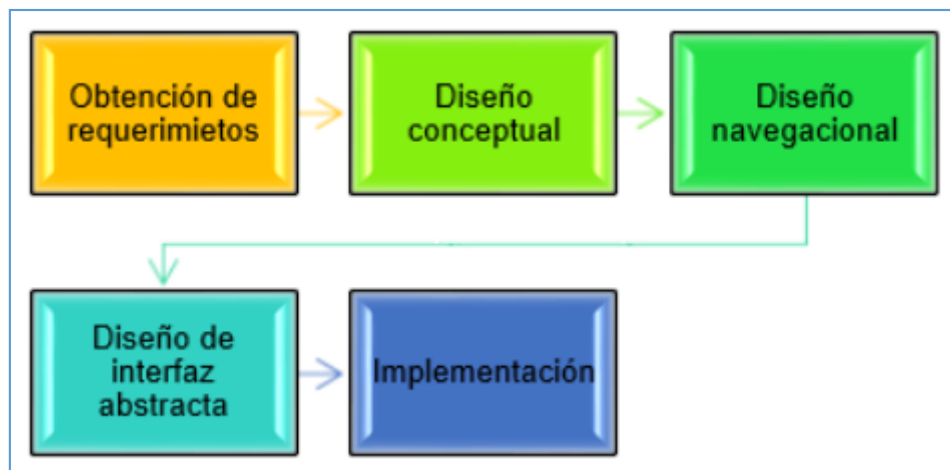 Obtención de
requerimietos
Diseño
conceptual
Diseño
navegacional
Diseño de
interfaz
abstracta
Implementación